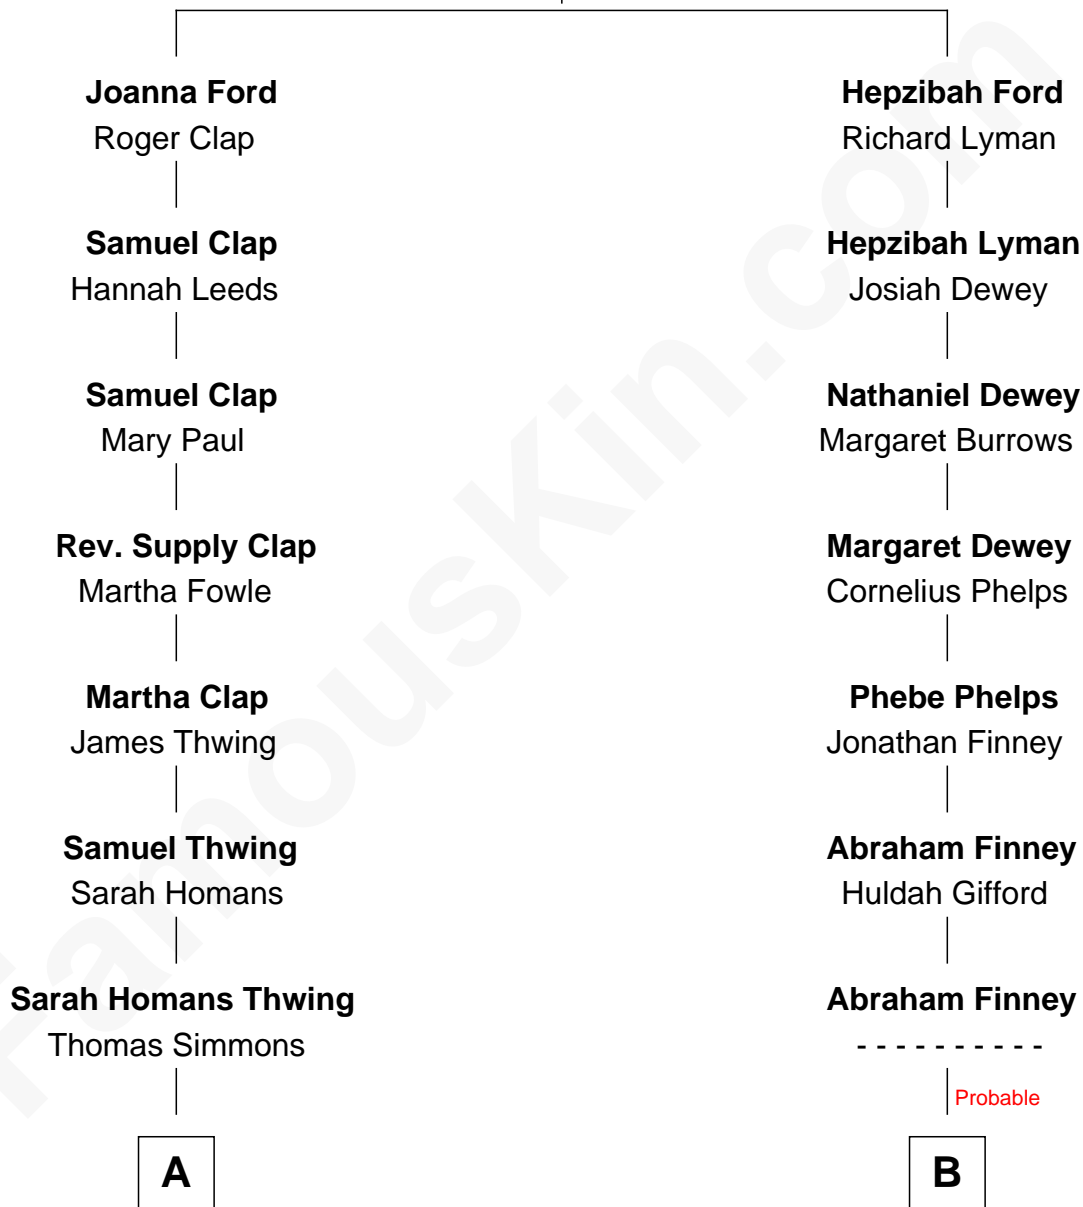 Joanna Ford
Roger Clap
Hepzibah Ford
Richard Lyman
Samuel Clap
Hannah Leeds
Hepzibah Lyman
Josiah Dewey
Samuel Clap
Mary Paul
Nathaniel Dewey
Margaret Burrows
Rev. Supply Clap
Martha Fowle
Margaret Dewey
Cornelius Phelps
Martha Clap
James Thwing
Phebe Phelps
Jonathan Finney
Samuel Thwing
Sarah Homans
Abraham Finney
Huldah Gifford
Sarah Homans Thwing
Thomas Simmons
Abraham Finney
- - - - - - - - - -
Probable
A
B
FamousKin.com